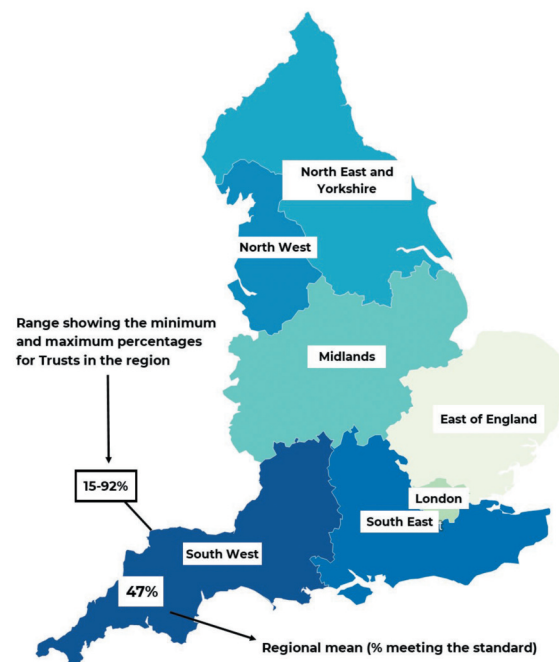 North East and
Yorkshire
North West
Range showing the minimum
and maximum percentages
for Trusts in the region
Midlands
East of England
15-92%
London
South East
South West
47%
Regional mean (% meeting the standard)